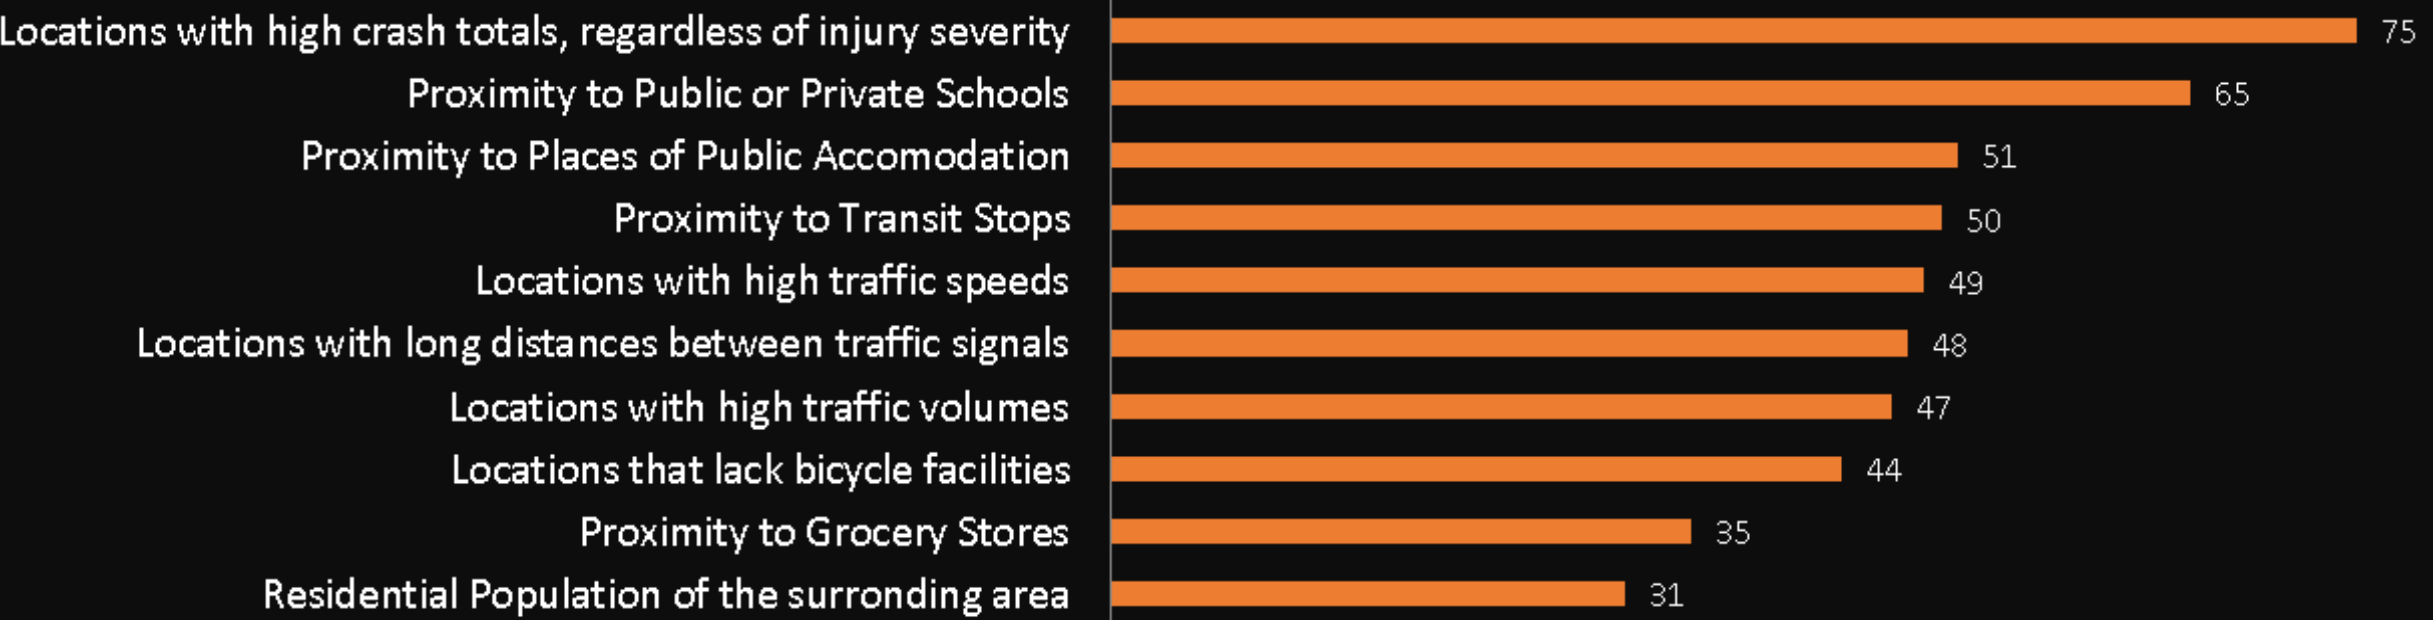 Locations with high crash totals, regardless of injury severity 75
Proximity to Public or Private Schools 65
Proximity to Places of Public Accomodation 51
Proximity to Transit Stops 50
Locations with high traffic speeds 49
Locations with long distances between traffic signals 48
Locations with high traffic volumes 47
Locations that lack bicycle facilities 44
Proximity to Grocery Stores 35
Residential Population of the surronding area 31